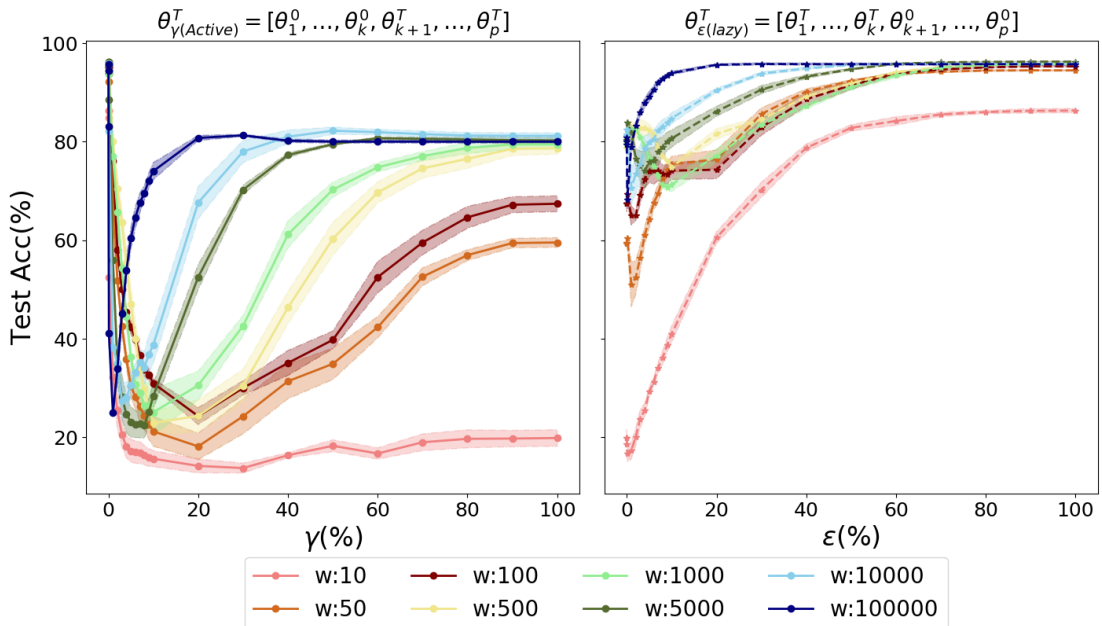 θ^T_γ(Active) = [θ^0_1, …, θ^0_k, θ^T_{k+1}, …, θ^T_p]
θ^T_ε(lazy) = [θ^T_1, …, θ^T_k, θ^0_{k+1}, …, θ^0_p]
Test Acc(%)
100
80
60
40
20
0 20 40 60 80 100
0 20 40 60 80 100
γ(%)
ε(%)
w:10 w:100 w:1000 w:10000
w:50 w:500 w:5000 w:100000